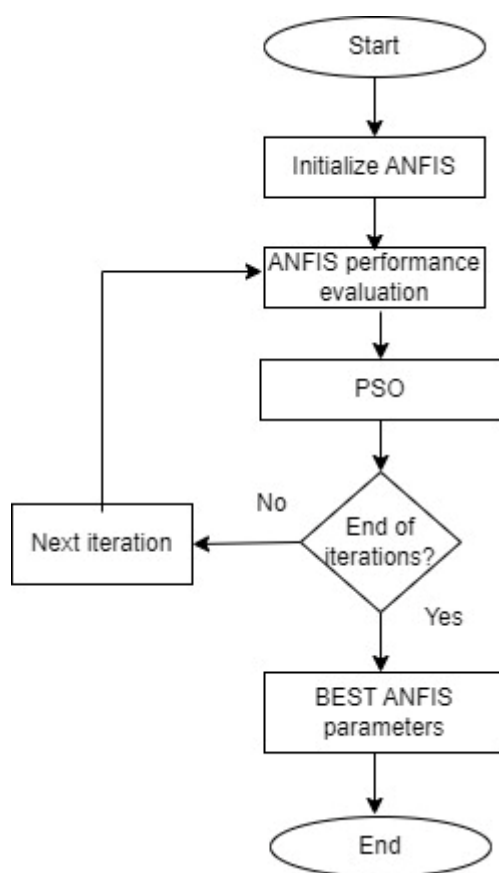 Start
Initialize ANFIS
ANFIS performance
evaluation
PSO
No
End of
iterations?
Next iteration
Yes
BEST ANFIS
parameters
End